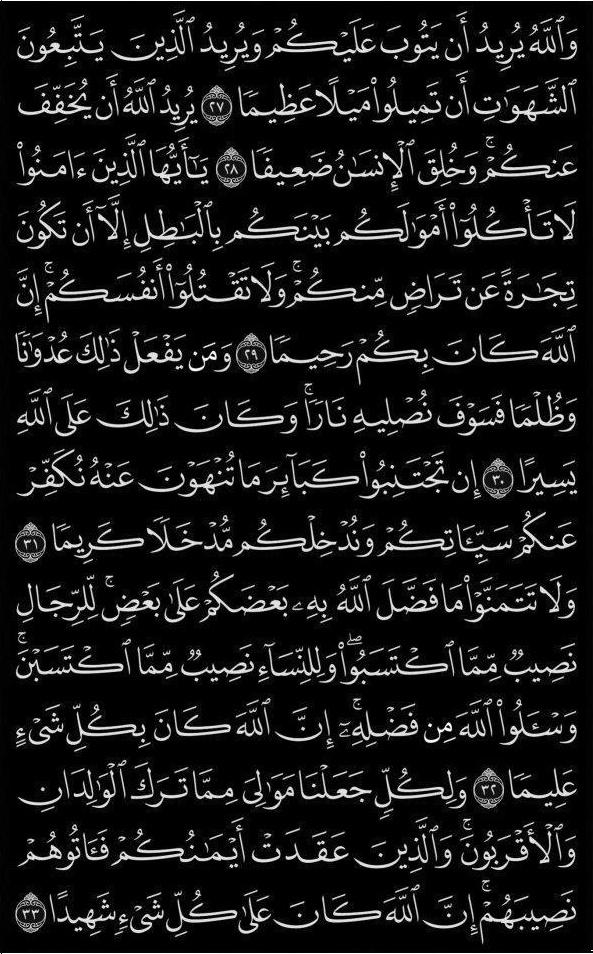 وَٱللَّهُ يُرِيدُ أَن يَتُوبَ عَلَيۡكُمۡ وَيُرِيدُ ٱلَّذِينَ يَتَّبِعُونَ
ٱلشَّهَوَٰتِ أَن تَمِيلُواْ مَيۡلًا عَظِيمٗا ٢٧ يُرِيدُ ٱللَّهُ أَن يُخَفِّفَ
عَنكُمۡۚ وَخُلِقَ ٱلۡإِنسَٰنُ ضَعِيفٗا ٢٨ يَٰٓأَيُّهَا ٱلَّذِينَ ءَامَنُواْ
لَا تَأۡكُلُوٓاْ أَمۡوَٰلَكُم بَيۡنَكُم بِٱلۡبَٰطِلِ إِلَّآ أَن تَكُونَ
تِجَٰرَةً عَن تَرَاضٖ مِّنكُمۡۚ وَلَا تَقۡتُلُوٓاْ أَنفُسَكُمۡۚ إِنَّ
ٱللَّهَ كَانَ بِكُمۡ رَحِيمٗا ٢٩ وَمَن يَفۡعَلۡ ذَٰلِكَ عُدۡوَٰنٗا
وَظُلۡمٗا فَسَوۡفَ نُصۡلِيهِ نَارٗاۚ وَكَانَ ذَٰلِكَ عَلَى ٱللَّهِ
يَسِيرًا ٣٠ إِن تَجۡتَنِبُواْ كَبَآئِرَ مَا تُنۡهَوۡنَ عَنۡهُ نُكَفِّرۡ
عَنكُمۡ سَيِّـَٔاتِكُمۡ وَنُدۡخِلۡكُم مُّدۡخَلٗا كَرِيمٗا ٣١
وَلَا تَتَمَنَّوۡاْ مَا فَضَّلَ ٱللَّهُ بِهِۦ بَعۡضَكُمۡ عَلَىٰ بَعۡضٖۚ لِّلرِّجَالِ
نَصِيبٞ مِّمَّا ٱكۡتَسَبُواْۖ وَلِلنِّسَآءِ نَصِيبٞ مِّمَّا ٱكۡتَسَبۡنَۚ
وَسۡـَٔلُواْ ٱللَّهَ مِن فَضۡلِهِۦٓۚ إِنَّ ٱللَّهَ كَانَ بِكُلِّ شَيۡءٍ
عَلِيمٗا ٣٢ وَلِكُلّٖ جَعَلۡنَا مَوَٰلِيَ مِمَّا تَرَكَ ٱلۡوَٰلِدَانِ
وَٱلۡأَقۡرَبُونَۚ وَٱلَّذِينَ عَقَدَتۡ أَيۡمَٰنُكُمۡ فَـَٔاتُوهُمۡ
نَصِيبَهُمۡۚ إِنَّ ٱللَّهَ كَانَ عَلَىٰ كُلِّ شَيۡءٖ شَهِيدًا ٣٣